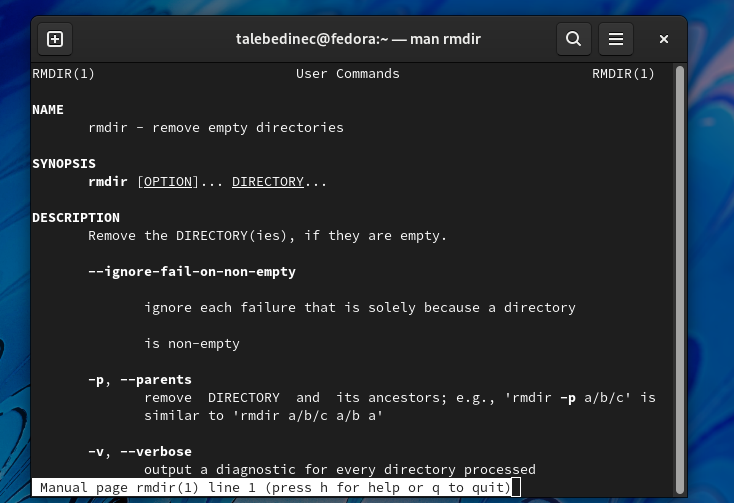 talebedinec@fedora:~ — man rmdir
RMDIR(1) User Commands RMDIR(1)
NAME
rmdir - remove empty directories
SYNOPSIS
rmdir [OPTION]... DIRECTORY...
DESCRIPTION
Remove the DIRECTORY(ies), if they are empty.
--ignore-fail-on-non-empty
ignore each failure that is solely because a directory
is non-empty
-p, --parents
remove DIRECTORY and its ancestors; e.g., 'rmdir -p a/b/c' is
similar to 'rmdir a/b/c a/b a'
-v, --verbose
output a diagnostic for every directory processed
Manual page rmdir(1) line 1 (press h for help or q to quit)